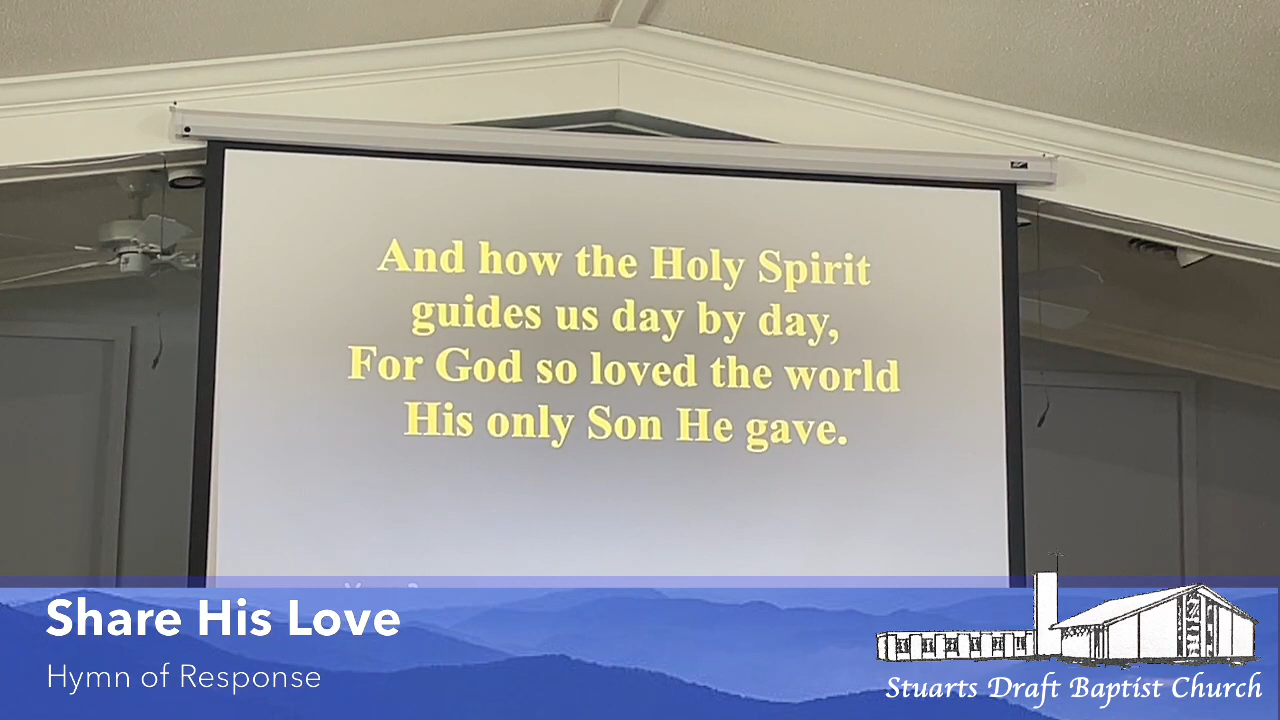 And how the Holy Spirit
guides us day by day,
For God so loved the world
His only Son He gave.
Share His Love
Hymn of Response
Stuarts Draft Baptist Church